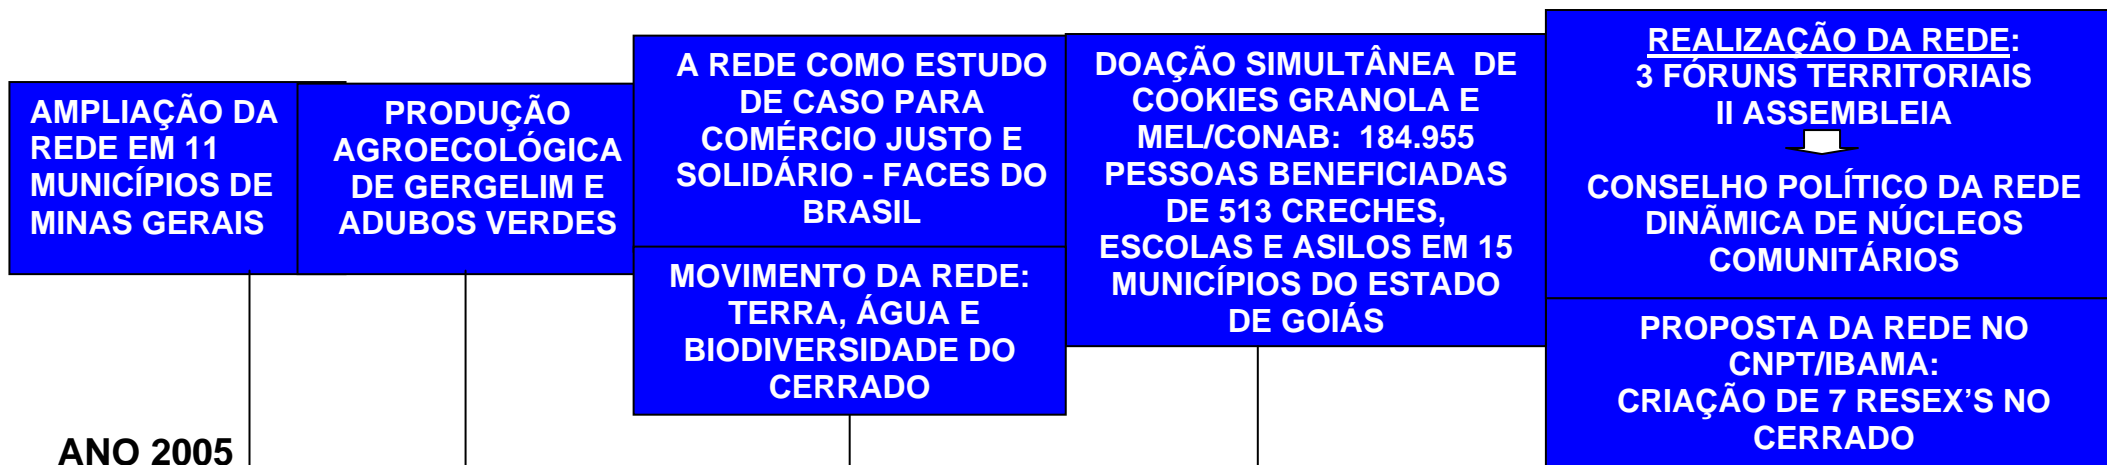 AMPLIAÇÃO DA
REDE EM 11
MUNICÍPIOS DE
MINAS GERAIS
PRODUÇÃO
AGROECOLÓGICA
DE GERGELIM E
ADUBOS VERDES
A REDE COMO ESTUDO
DE CASO PARA
COMÉRCIO JUSTO E
SOLIDÁRIO - FACES DO
BRASIL
MOVIMENTO DA REDE:
TERRA, ÁGUA E
BIODIVERSIDADE DO
CERRADO
DOAÇÃO SIMULTÂNEA DE
COOKIES GRANOLA E
MEL/CONAB: 184.955
PESSOAS BENEFICIADAS
DE 513 CRECHES,
ESCOLAS E ASILOS EM 15
MUNICÍPIOS DO ESTADO
DE GOIÁS
REALIZAÇÃO DA REDE:
3 FÓRUNS TERRITORIAIS
II ASSEMBLEIA
CONSELHO POLÍTICO DA REDE
DINÃMICA DE NÚCLEOS
COMUNITÁRIOS
PROPOSTA DA REDE NO
CNPT/IBAMA:
CRIAÇÃO DE 7 RESEX'S NO
CERRADO
ANO 2005